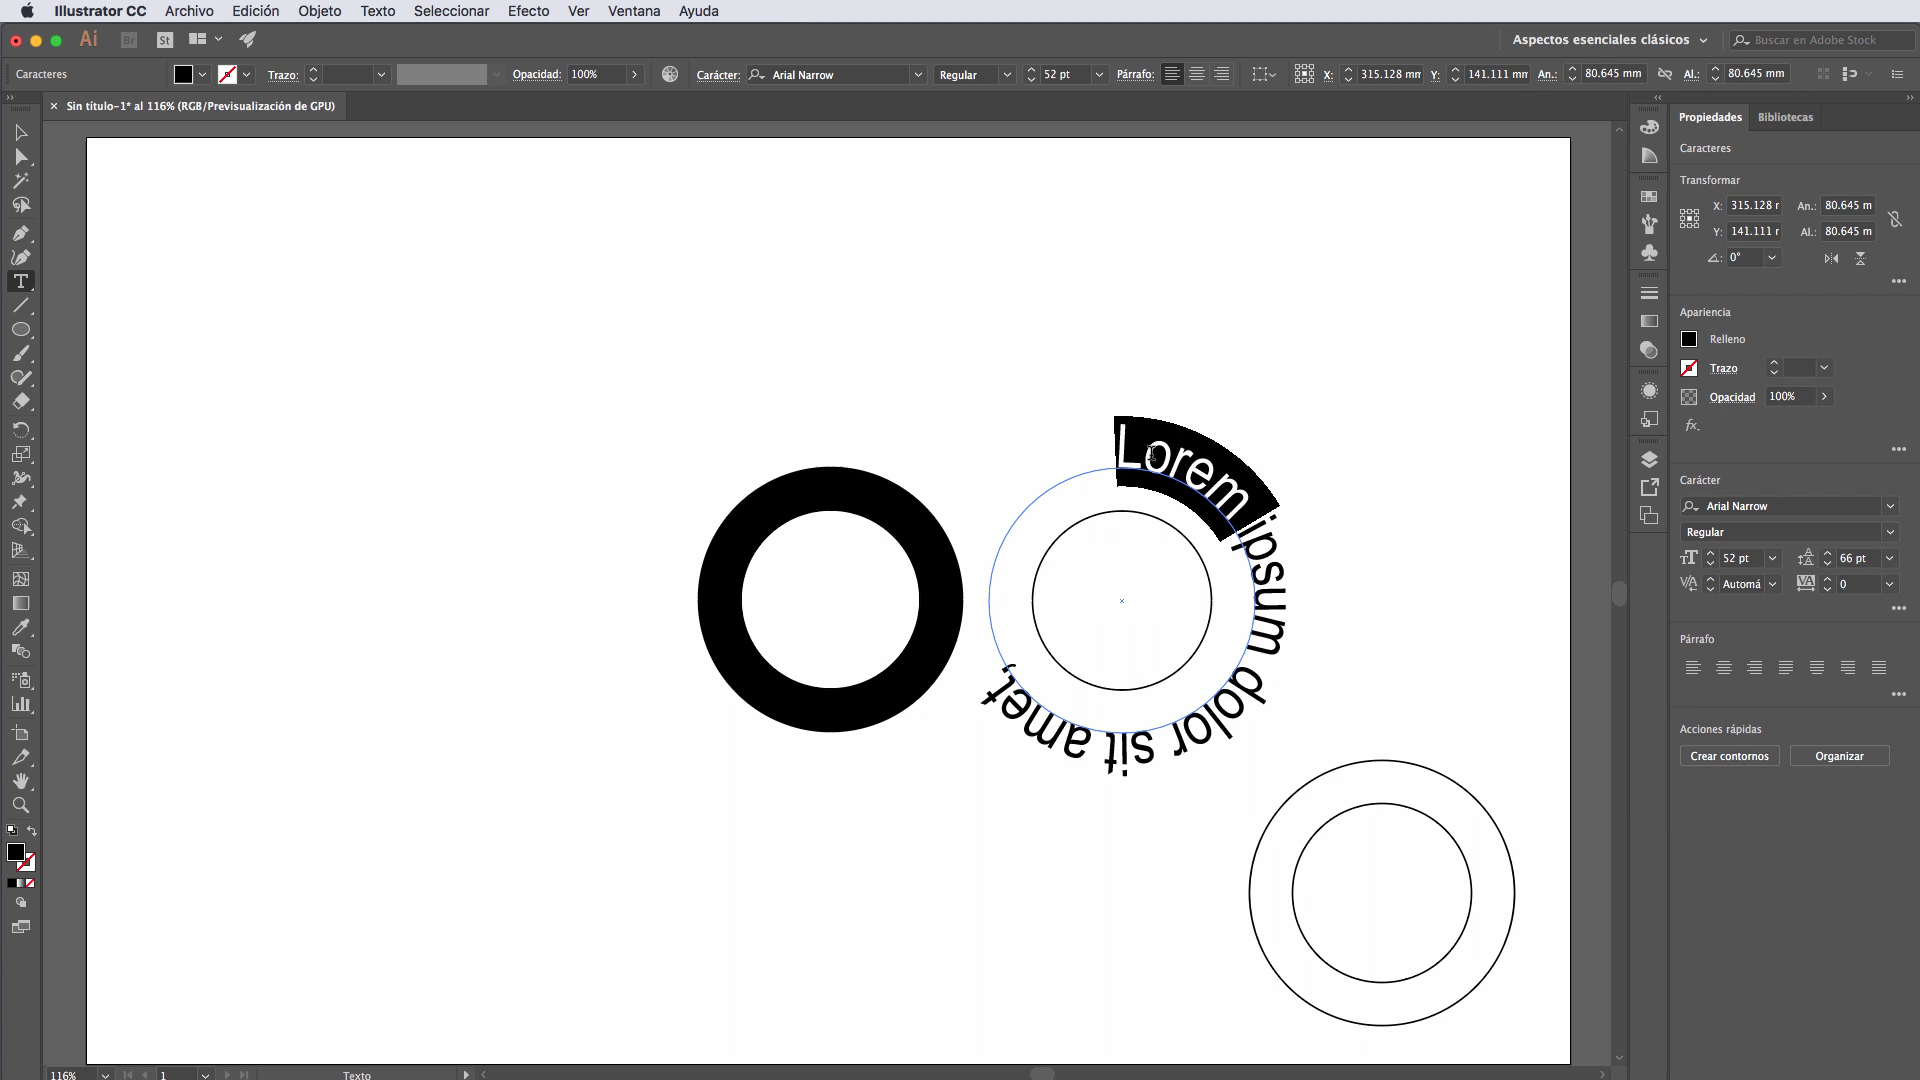 Illustrator CC Archivo Edición Objeto Texto Seleccionar Efecto Ver Ventana Ayuda
Ai Br St Aspectos esenciales clásicos Buscar en Adobe Stock
Caracteres Trazo: Opacidad: 100% Carácter: Arial Narrow Regular 52 pt Párrafo: X: 315.128 mm Y: 141.111 mm An.: 80.645 mm Al.: 80.645 mm
× Sin título-1* al 116% (RGB/Previsualización de GPU)
Propiedades Bibliotecas
Caracteres
Transformar
X: 315.128 r An.: 80.645 m
Y: 141.111 r Al.: 80.645 m
0°
Apariencia
Relleno
Trazo
Opacidad 100%
fx.
Carácter
Arial Narrow
Regular
52 pt 66 pt
Automá 0
Párrafo
Acciones rápidas
Crear contornos Organizar
Lorem ipsum dolor sit amet,
116% 1 Texto